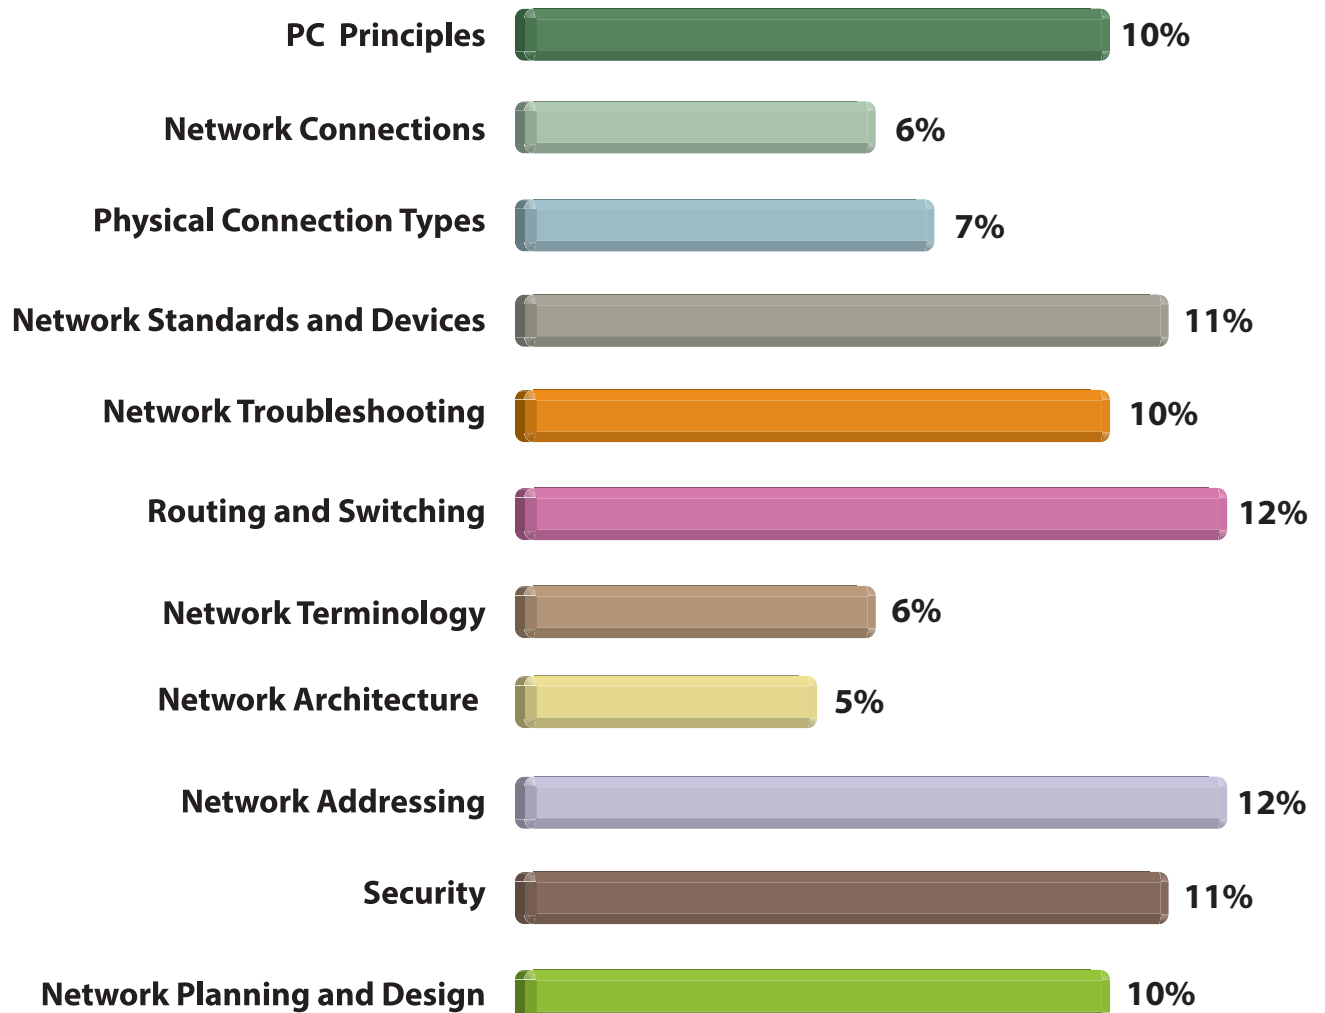 PC Principles 10%
Network Connections 6%
Physical Connection Types 7%
Network Standards and Devices 11%
Network Troubleshooting 10%
Routing and Switching 12%
Network Terminology 6%
Network Architecture 5%
Network Addressing 12%
Security 11%
Network Planning and Design 10%